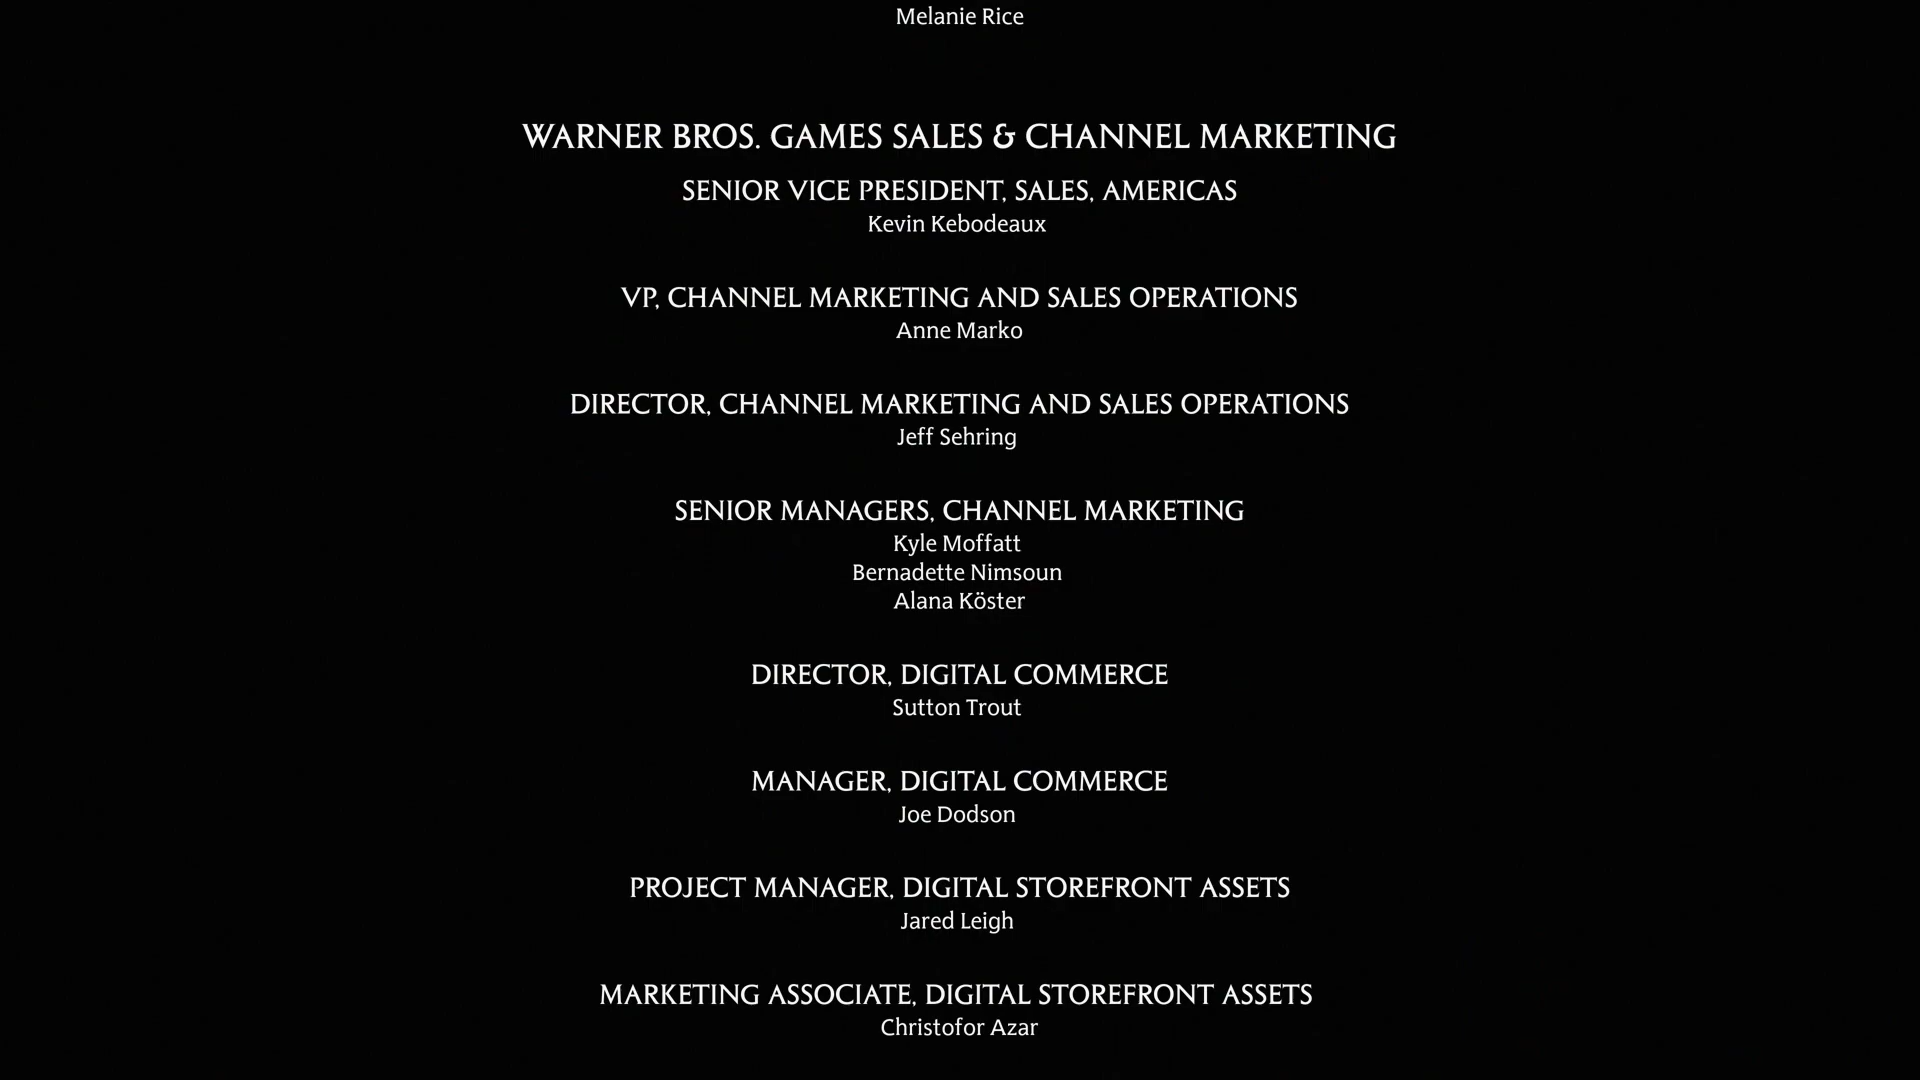 Melanie Rice
WARNER BROS. GAMES SALES & CHANNEL MARKETING
SENIOR VICE PRESIDENT, SALES, AMERICAS
Kevin Kebodeaux
VP, CHANNEL MARKETING AND SALES OPERATIONS
Anne Marko
DIRECTOR, CHANNEL MARKETING AND SALES OPERATIONS
Jeff Sehring
SENIOR MANAGERS, CHANNEL MARKETING
Kyle Moffatt
Bernadette Nimsoun
Alana Köster
DIRECTOR, DIGITAL COMMERCE
Sutton Trout
MANAGER, DIGITAL COMMERCE
Joe Dodson
PROJECT MANAGER, DIGITAL STOREFRONT ASSETS
Jared Leigh
MARKETING ASSOCIATE, DIGITAL STOREFRONT ASSETS
Christofor Azar